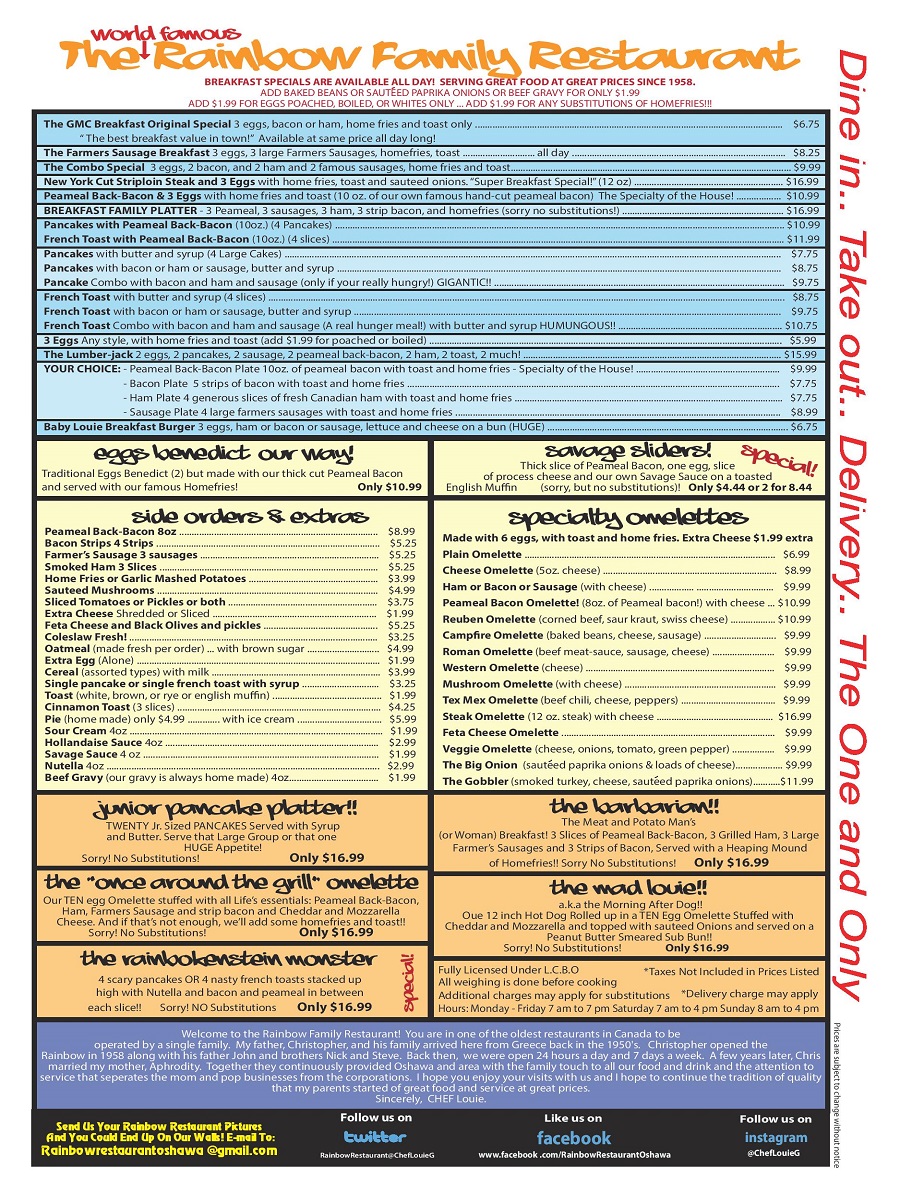 world famous
The Rainbow Family Restaurant
BREAKFAST SPECIALS ARE AVAILABLE ALL DAY! SERVING GREAT FOOD AT GREAT PRICES SINCE 1958.
ADD BAKED BEANS OR SAUTÉED PAPRIKA ONIONS OR BEEF GRAVY FOR ONLY $1.99
ADD $1.99 FOR EGGS POACHED, BOILED, OR WHITES ONLY ... ADD $1.99 FOR ANY SUBSTITUTIONS OF HOMEFRIES!!!
The GMC Breakfast Original Special 3 eggs, bacon or ham, home fries and toast only ... $6.75
" The best breakfast value in town!" Available at same price all day long!
The Farmers Sausage Breakfast 3 eggs, 3 large Farmers Sausages, homefries, toast ... all day ... $8.25
The Combo Special 3 eggs, 2 bacon, and 2 ham and 2 famous sausages, home fries and toast... $9.99
New York Cut Striploin Steak and 3 Eggs with home fries, toast and sauteed onions. "Super Breakfast Special!" (12 oz) ... $16.99
Peameal Back-Bacon & 3 Eggs with home fries and toast (10 oz. of our own famous hand-cut peameal bacon) The Specialty of the House! ... $10.99
BREAKFAST FAMILY PLATTER - 3 Peameal, 3 sausages, 3 ham, 3 strip bacon, and homefries (sorry no substitutions!) ... $16.99
Pancakes with Peameal Back-Bacon (10oz.) (4 Pancakes) ... $10.99
French Toast with Peameal Back-Bacon (10oz.) (4 slices) ... $11.99
Pancakes with butter and syrup (4 Large Cakes) ... $7.75
Pancakes with bacon or ham or sausage, butter and syrup ... $8.75
Pancake Combo with bacon and ham and sausage (only if your really hungry!) GIGANTIC!! ... $9.75
French Toast with butter and syrup (4 slices) ... $8.75
French Toast with bacon or ham or sausage, butter and syrup ... $9.75
French Toast Combo with bacon and ham and sausage (A real hunger meal!) with butter and syrup HUMUNGOUS!! ... $10.75
3 Eggs Any style, with home fries and toast (add $1.99 for poached or boiled) ... $5.99
The Lumber-jack 2 eggs, 2 pancakes, 2 sausage, 2 peameal back-bacon, 2 ham, 2 toast, 2 much! ... $15.99
YOUR CHOICE: - Peameal Back-Bacon Plate 10oz. of peameal bacon with toast and home fries - Specialty of the House! ... $9.99
- Bacon Plate 5 strips of bacon with toast and home fries ... $7.75
- Ham Plate 4 generous slices of fresh Canadian ham with toast and home fries ... $7.75
- Sausage Plate 4 large farmers sausages with toast and home fries ... $8.99
Baby Louie Breakfast Burger 3 eggs, ham or bacon or sausage, lettuce and cheese on a bun (HUGE) ... $6.75
eggs benedict our way!
Traditional Eggs Benedict (2) but made with our thick cut Peameal Bacon
and served with our famous Homefries! Only $10.99
savage sliders! special!
Thick slice of Peameal Bacon, one egg, slice
of process cheese and our own Savage Sauce on a toasted
English Muffin (sorry, but no substitutions)! Only $4.44 or 2 for 8.44
side orders & extras
Peameal Back-Bacon 8oz ... $8.99
Bacon Strips 4 Strips ... $5.25
Farmer's Sausage 3 sausages ... $5.25
Smoked Ham 3 Slices ... $5.25
Home Fries or Garlic Mashed Potatoes ... $3.99
Sauteed Mushrooms ... $4.99
Sliced Tomatoes or Pickles or both ... $3.75
Extra Cheese Shredded or Sliced ... $1.99
Feta Cheese and Black Olives and pickles ... $5.25
Coleslaw Fresh! ... $3.25
Oatmeal (made fresh per order) ... with brown sugar ... $4.99
Extra Egg (Alone) ... $1.99
Cereal (assorted types) with milk ... $3.99
Single pancake or single french toast with syrup ... $3.25
Toast (white, brown, or rye or english muffin) ... $1.99
Cinnamon Toast (3 slices) ... $4.25
Pie (home made) only $4.99 ... with ice cream ... $5.99
Sour Cream 4oz ... $1.99
Hollandaise Sauce 4oz ... $2.99
Savage Sauce 4 oz ... $1.99
Nutella 4oz ... $2.99
Beef Gravy (our gravy is always home made) 4oz... $1.99
specialty omelettes
Made with 6 eggs, with toast and home fries. Extra Cheese $1.99 extra
Plain Omelette ... $6.99
Cheese Omelette (5oz. cheese) ... $8.99
Ham or Bacon or Sausage (with cheese) ... $9.99
Peameal Bacon Omelette! (8oz. of Peameal bacon!) with cheese ... $10.99
Reuben Omelette (corned beef, saur kraut, swiss cheese) ... $10.99
Campfire Omelette (baked beans, cheese, sausage) ... $9.99
Roman Omelette (beef meat-sauce, sausage, cheese) ... $9.99
Western Omelette (cheese) ... $9.99
Mushroom Omelette (with cheese) ... $9.99
Tex Mex Omelette (beef chili, cheese, peppers) ... $9.99
Steak Omelette (12 oz. steak) with cheese ... $16.99
Feta Cheese Omelette ... $9.99
Veggie Omelette (cheese, onions, tomato, green pepper) ... $9.99
The Big Onion (sautéed paprika onions & loads of cheese)... $9.99
The Gobbler (smoked turkey, cheese, sautéed paprika onions)...$11.99
junior pancake platter!!
TWENTY Jr. Sized PANCAKES Served with Syrup
and Butter. Serve that Large Group or that one
HUGE Appetite!
Sorry! No Substitutions! Only $16.99
the "once around the grill" omelette
Our TEN egg Omelette stuffed with all Life's essentials: Peameal Back-Bacon,
Ham, Farmers Sausage and strip bacon and Cheddar and Mozzarella
Cheese. And if that's not enough, we'll add some homefries and toast!!
Sorry! No Substitutions! Only $16.99
the rainbokenstein monster
4 scary pancakes OR 4 nasty french toasts stacked up
high with Nutella and bacon and peameal in between
each slice!! Sorry! NO Substitutions Only $16.99
special!
the barbarian!!
The Meat and Potato Man's
(or Woman) Breakfast! 3 Slices of Peameal Back-Bacon, 3 Grilled Ham, 3 Large
Farmer's Sausages and 3 Strips of Bacon, Served with a Heaping Mound
of Homefries!! Sorry No Substitutions! Only $16.99
the mad louie!!
a.k.a the Morning After Dog!!
Oue 12 inch Hot Dog Rolled up in a TEN Egg Omelette Stuffed with
Cheddar and Mozzarella and topped with sauteed Onions and served on a
Peanut Butter Smeared Sub Bun!!
Sorry! No Substitutions! Only $16.99
Fully Licensed Under L.C.B.O *Taxes Not Included in Prices Listed
All weighing is done before cooking
Additional charges may apply for substitutions *Delivery charge may apply
Hours: Monday - Friday 7 am to 7 pm Saturday 7 am to 4 pm Sunday 8 am to 4 pm
Welcome to the Rainbow Family Restaurant! You are in one of the oldest restaurants in Canada to be
operated by a single family. My father, Christopher, and his family arrived here from Greece back in the 1950's. Christopher opened the
Rainbow in 1958 along with his father John and brothers Nick and Steve. Back then, we were open 24 hours a day and 7 days a week. A few years later, Chris
married my mother, Aphrodity. Together they continuously provided Oshawa and area with the family touch to all our food and drink and the attention to
service that seperates the mom and pop businesses from the corporations. I hope you enjoy your visits with us and I hope to continue the tradition of quality
that my parents started of great food and service at great prices.
Sincerely, CHEF Louie.
Send Us Your Rainbow Restaurant Pictures
And You Could End Up On Our Walls! E-mail To:
Rainbowrestaurantoshawa @gmail.com
Follow us on
twitter
RainbowRestaurant@ChefLouieG
Like us on
facebook
www.facebook .com/RainbowRestaurantOshawa
Follow us on
instagram
@ChefLouieG
Dine in.. Take out.. Delivery.. The One and Only
Prices are subject to change without notice